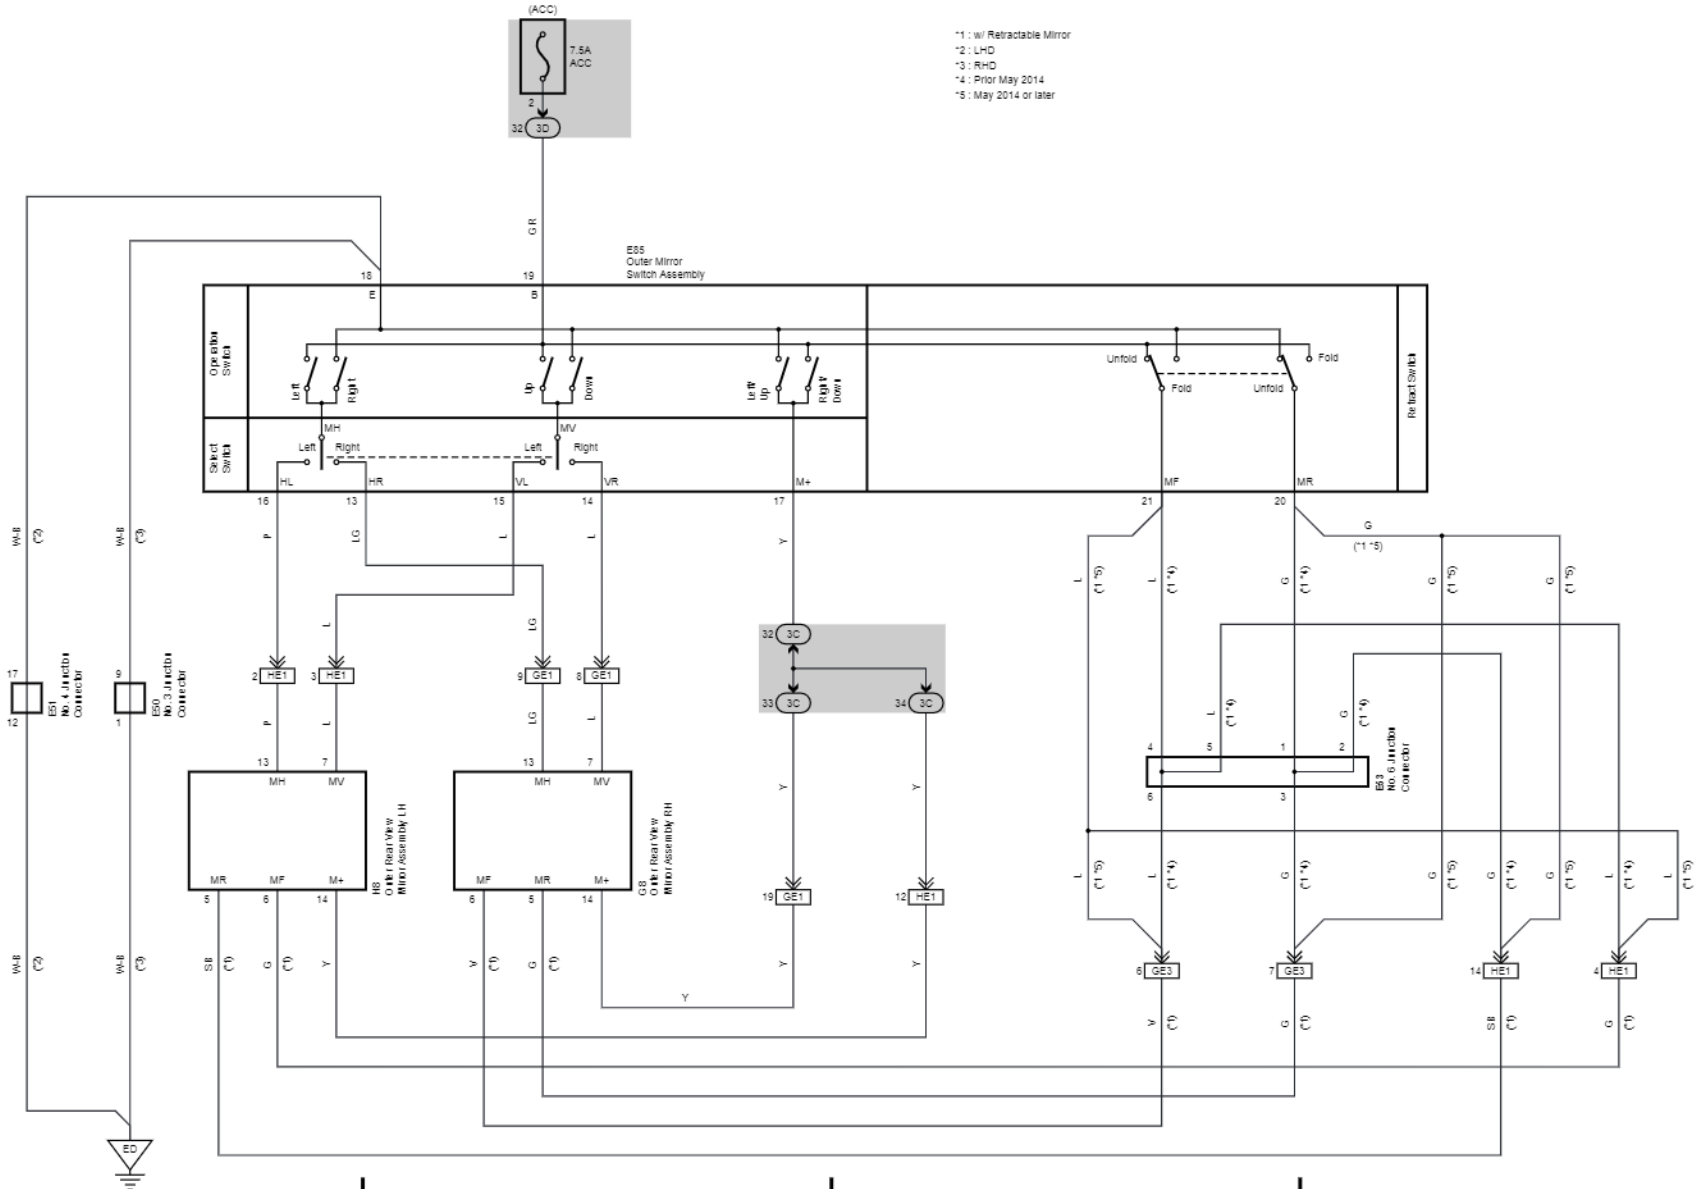 (ACC)
7.5A
ACC
2
32 3D
*1 : w/ Retractable Mirror
*2 : LHD
*3 : RHD
*4 : Prior May 2014
*5 : May 2014 or later
GR
E85
Outer Mirror
Switch Assembly
18 19
E B
Operation
Switch
Left Right
Up Down
Left/
Up
Right/
Down
Unfold Fold
Unfold Fold
Retract Switch
Select
Switch
MH MV
Left Right Left Right
HL HR VL VR M+ MF MR
16 13 15 14 17 21 20
W-B (*2) W-B (*3) P LG L L Y
G
(*1 *5)
L (*1 *5) L (*1 *4) G (*1 *4) G (*1 *5) G (*1 *5)
L LG
32 3C
2 HE1 3 HE1 9 GE1 8 GE1
33 3C 34 3C
17 9
E51
No. 4 Junction
Connector
E50
No. 3 Junction
Connector
12 1
P L LG L
L (*1 *4) G (*1 *4)
4 5 1 2
E63
No. 6 Junction
Connector
6 3
13 7 13 7
MH MV MH MV
Y Y
H8
Outer Rear View
Mirror Assembly LH
G8
Outer Rear View
Mirror Assembly RH
MR MF M+ MF MR M+
5 6 14 6 5 14
19 GE1 12 HE1
L (*1 *5) L (*1 *4) G (*1 *4) G (*1 *5) G (*1 *4) G (*1 *5) L (*1 *4) L (*1 *5)
W-B (*2) W-B (*3) SB (*1) G (*1) Y V (*1) G (*1) Y Y
6 GE3 7 GE3 14 HE1 4 HE1
Y
V (*1) G (*1) SB (*1) G (*1)
ED